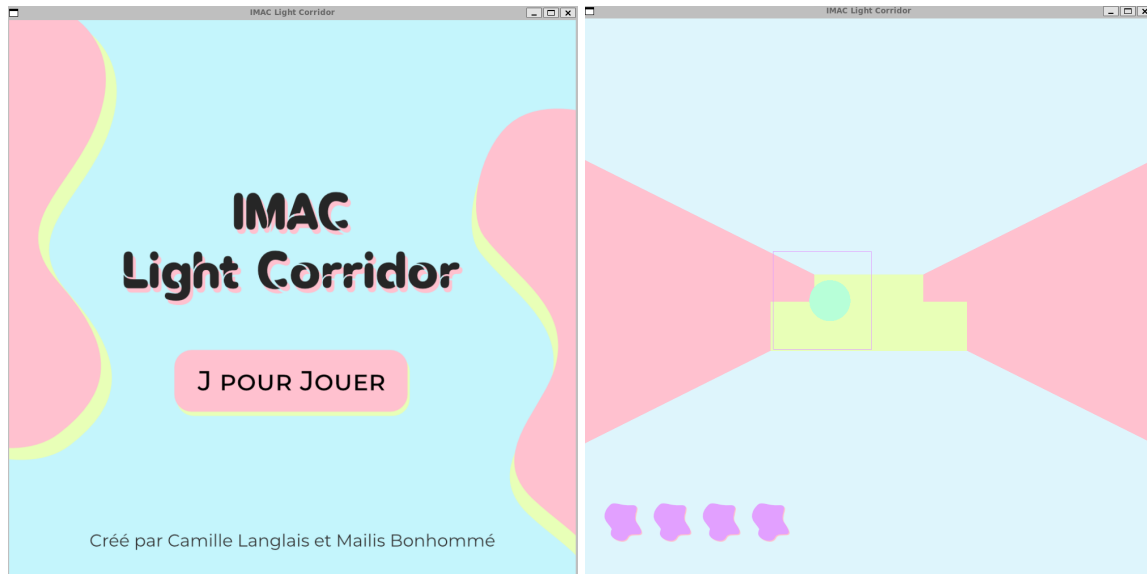 IMAC Light Corridor
IMAC
Light Corridor
J pour Jouer
Créé par Camille Langlais et Mailis Bonhommé
IMAC Light Corridor